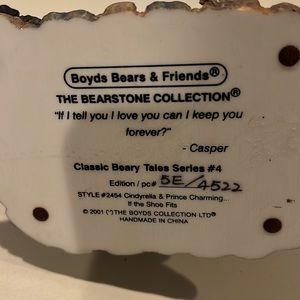 Boyds Bears & Friends®
THE BEARSTONE COLLECTION®
"If I tell you I love you can I keep you
forever?"
- Casper
Classic Beary Tales Series #4
Edition / pc# 5E/4522
STYLE #2454 Cindyrella & Prince Charming...
If the Shoe Fits
© 2001 (*) THE BOYDS COLLECTION LTD®
HANDMADE IN CHINA